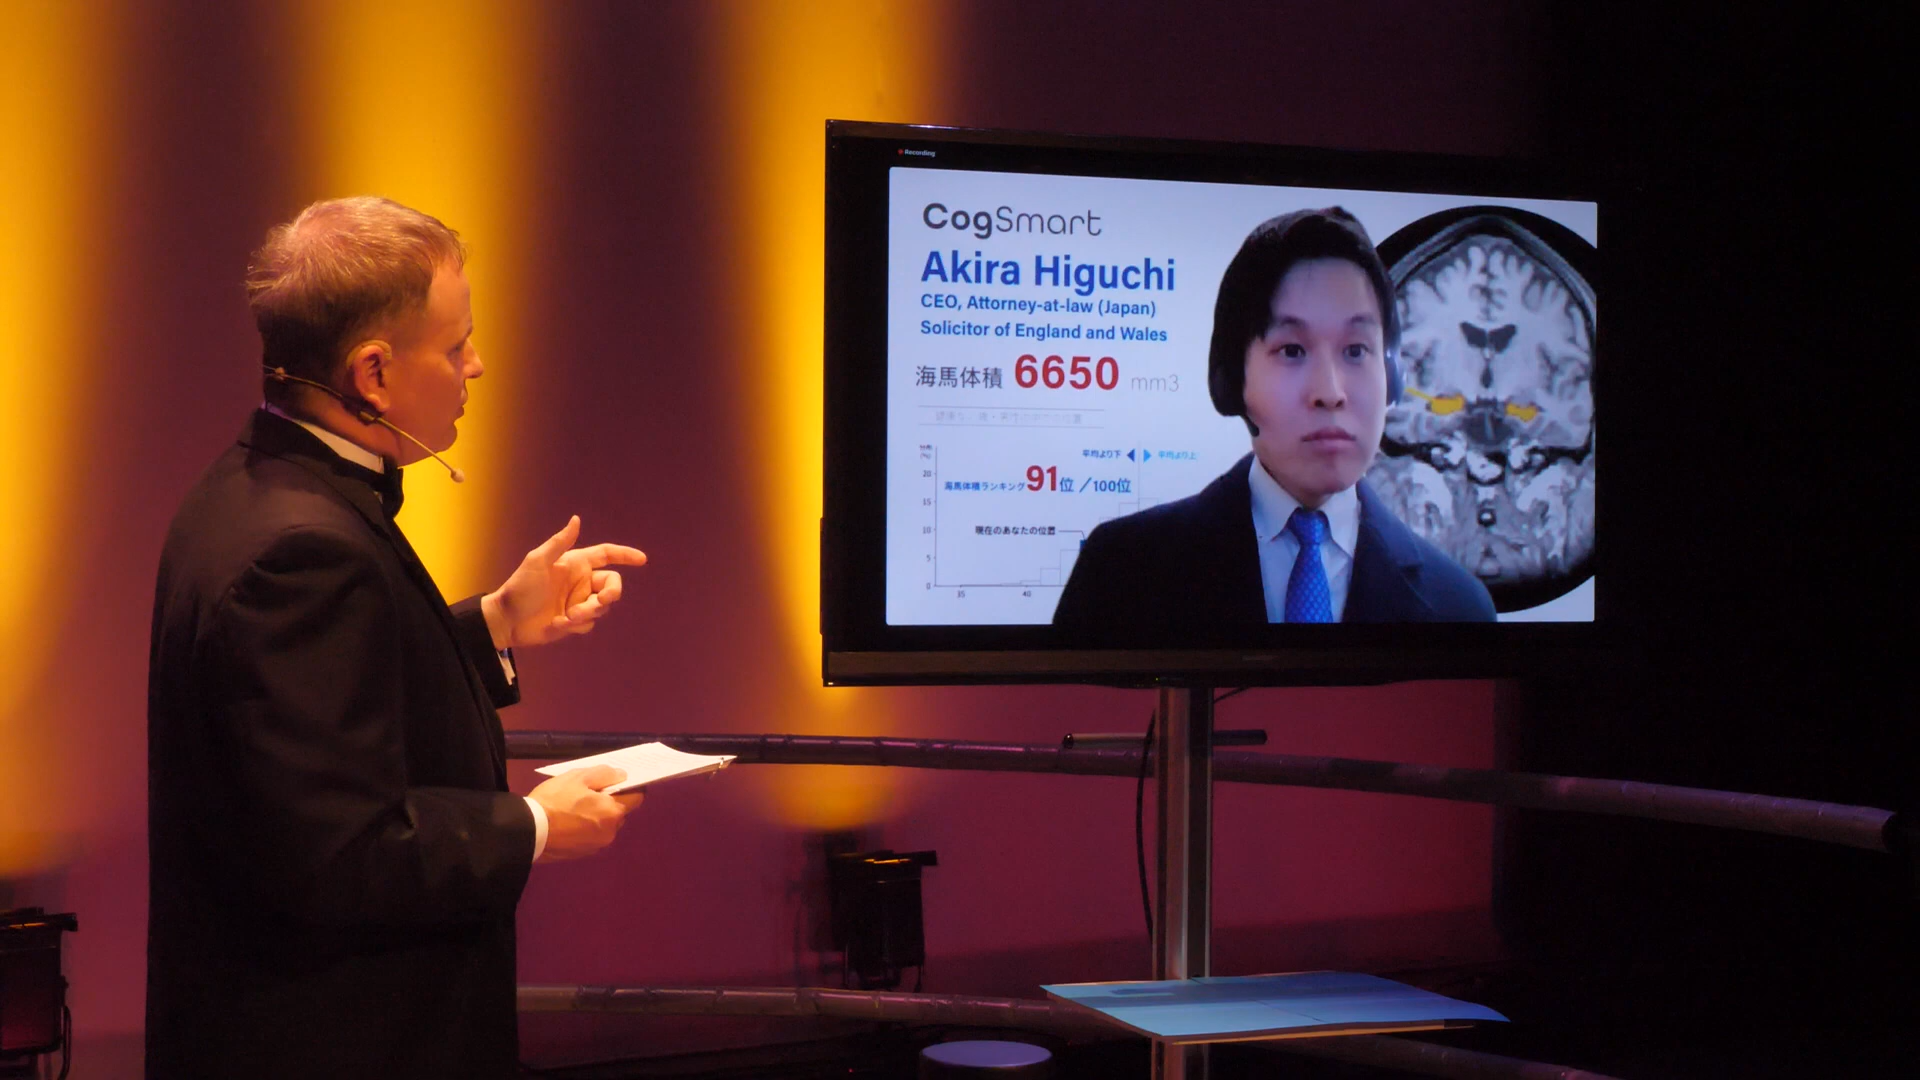 Recording
CogSmart
Akira Higuchi
CEO, Attorney-at-law (Japan)
Solicitor of England and Wales
海馬体積 6650 mm3
平均より下 平均より上
20
海馬体積ランキング91位／100位
15
現在のあなたの位置
10
5
0
35 40